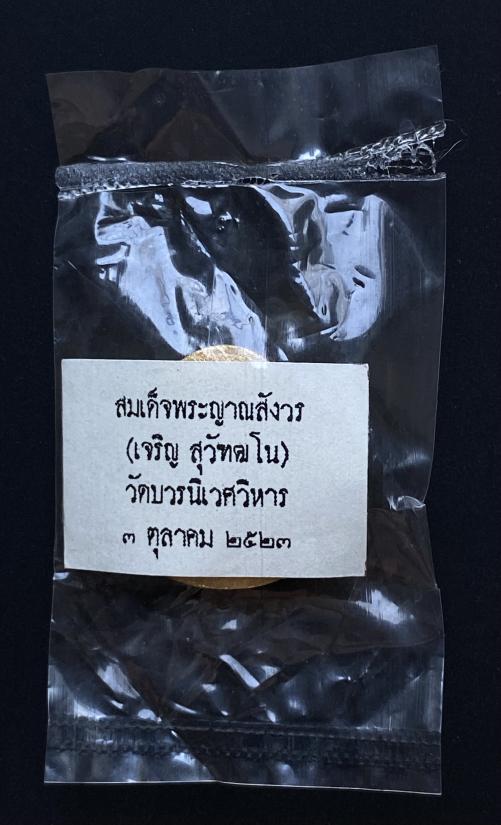 สมเด็จพระญาณสังวร
(เจริญ สุวัฑฒโน)
วัดบวรนิเวศวิหาร
๓ ตุลาคม ๒๕๒๓